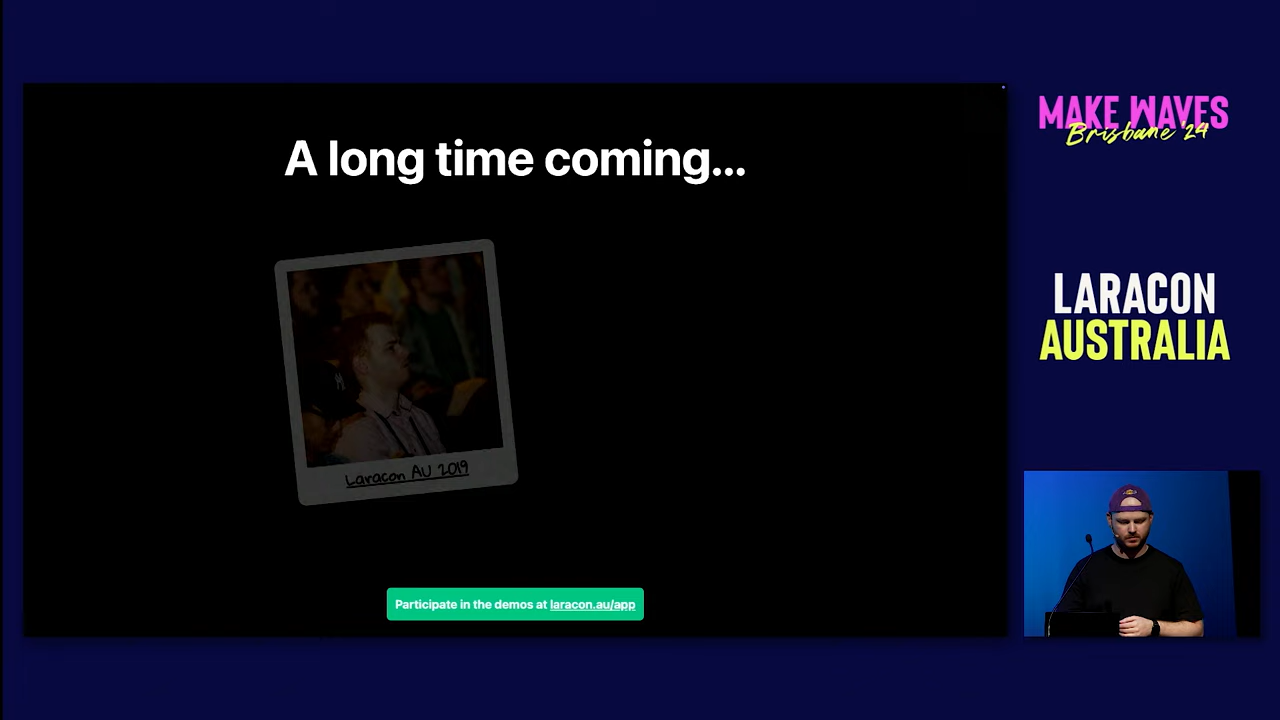 A long time coming...
Laracon AU 2019
Participate in the demos at laracon.au/app
MAKE WAVES
Brisbane '24
LARACON
AUSTRALIA